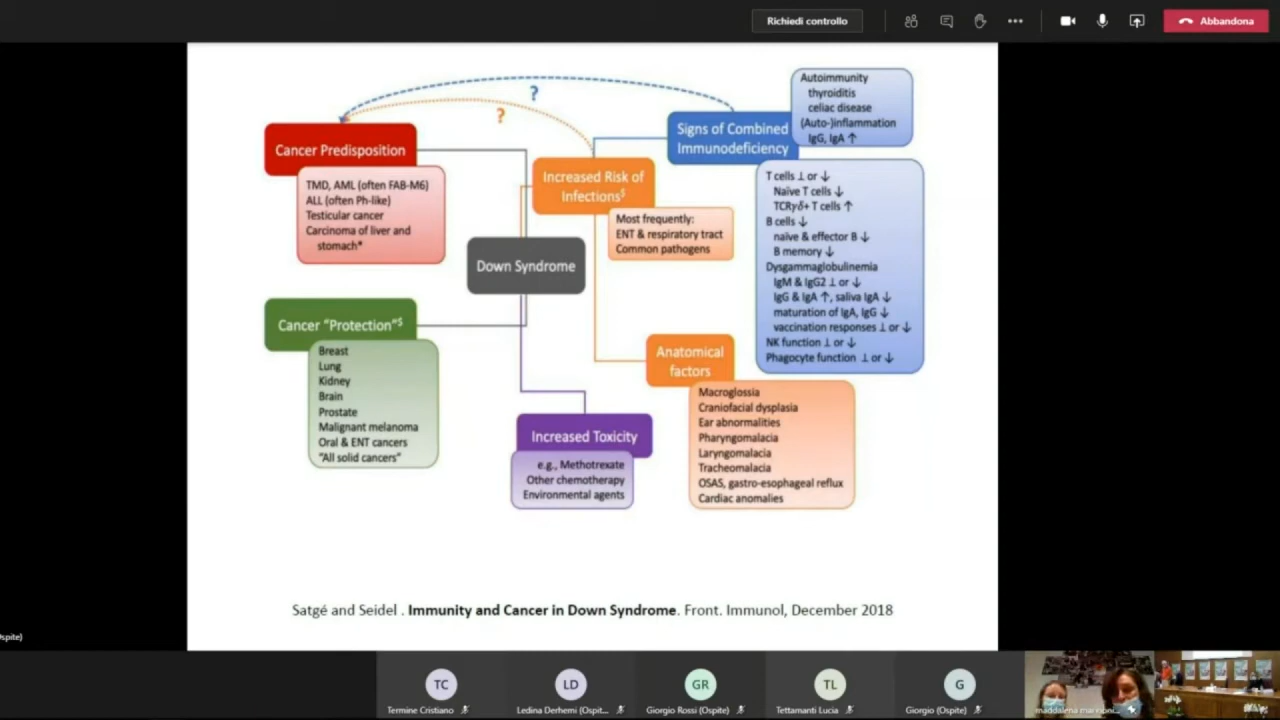 Richiedi controllo
Abbandona
?
?
Cancer Predisposition
TMD, AML (often FAB-M6)
ALL (often Ph-like)
Testicular cancer
Carcinoma of liver and
stomach*
Increased Risk of
Infections$
Most frequently:
ENT & respiratory tract
Common pathogens
Signs of Combined
Immunodeficiency
Autoimmunity
thyroiditis
celiac disease
(Auto-)inflammation
IgG, IgA ↑
T cells ⊥ or ↓
Naïve T cells ↓
TCRγδ+ T cells ↑
B cells ↓
naïve & effector B ↓
B memory ↓
Dysgammaglobulinemia
IgM & IgG2 ⊥ or ↓
IgG & IgA ↑, saliva IgA ↓
maturation of IgA, IgG ↓
vaccination responses ⊥ or ↓
NK function ⊥ or ↓
Phagocyte function ⊥ or ↓
Down Syndrome
Cancer "Protection"$
Breast
Lung
Kidney
Brain
Prostate
Malignant melanoma
Oral & ENT cancers
"All solid cancers"
Anatomical
factors
Macroglossia
Craniofacial dysplasia
Ear abnormalities
Pharyngomalacia
Laryngomalacia
Tracheomalacia
OSAS, gastro-esophageal reflux
Cardiac anomalies
Increased Toxicity
e.g., Methotrexate
Other chemotherapy
Environmental agents
Satgé and Seidel . Immunity and Cancer in Down Syndrome. Front. Immunol, December 2018
spite)
TC
LD
GR
TL
G
Termine Cristiano
Ledina Derhemi (Ospit...
Giorgio Rossi (Ospite)
Tettamanti Lucia
Giorgio (Ospite)
maddalena